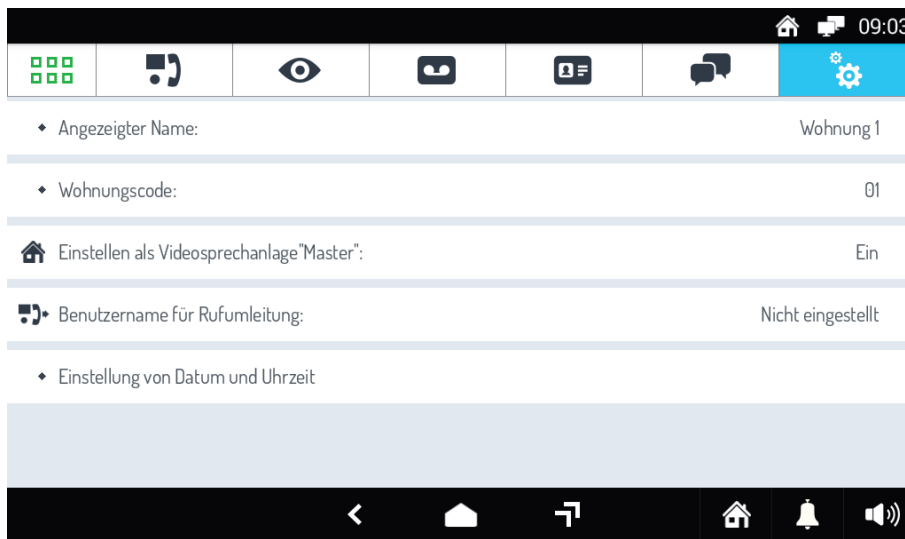 09:03
Angezeigter Name: Wohnung 1
Wohnungscode: 01
Einstellen als Videosprechanlage"Master": Ein
Benutzername für Rufumleitung: Nicht eingestellt
Einstellung von Datum und Uhrzeit